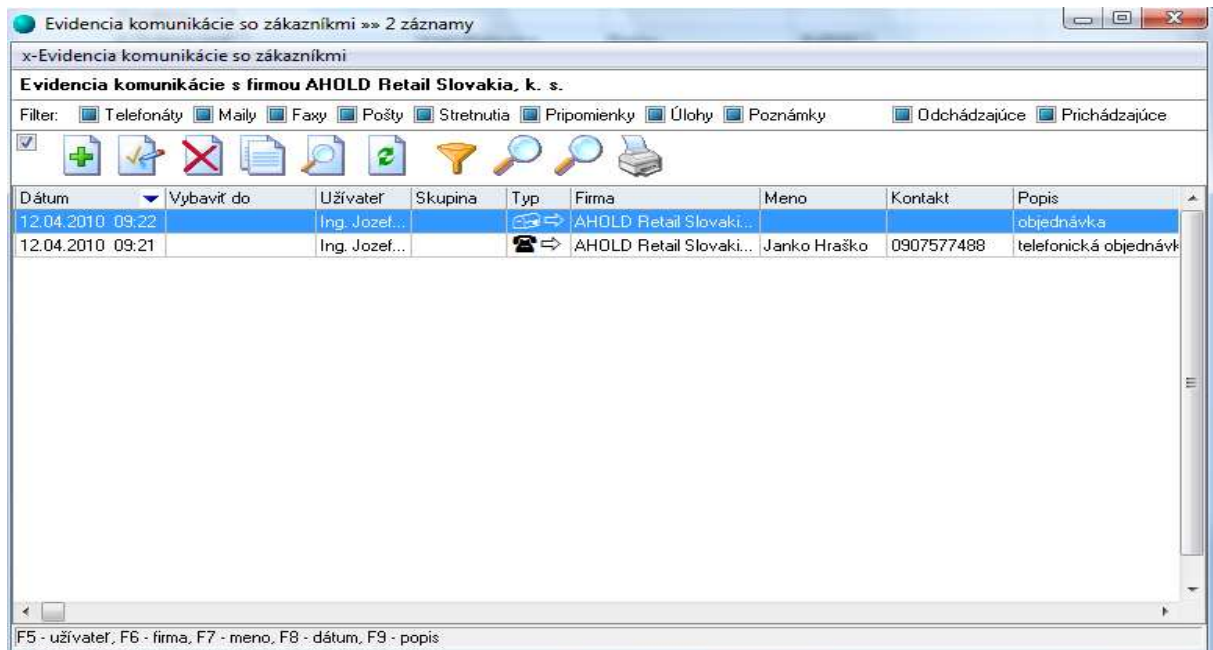 Evidencia komunikácie so zákazníkmi »» 2 záznamy
x-Evidencia komunikácie so zákazníkmi
Evidencia komunikácie s firmou AHOLD Retail Slovakia, k. s.
Filter: Telefonáty Maily Faxy Pošty Stretnutia Pripomienky Úlohy Poznámky Odchádzajúce Prichádzajúce
Dátum Vybaviť do Užívateľ Skupina Typ Firma Meno Kontakt Popis
12.04.2010 09:22 Ing. Jozef... AHOLD Retail Slovaki... objednávka
12.04.2010 09:21 Ing. Jozef... AHOLD Retail Slovaki... Janko Hraško 0907577488 telefonická objednávk
F5 - užívateľ, F6 - firma, F7 - meno, F8 - dátum, F9 - popis